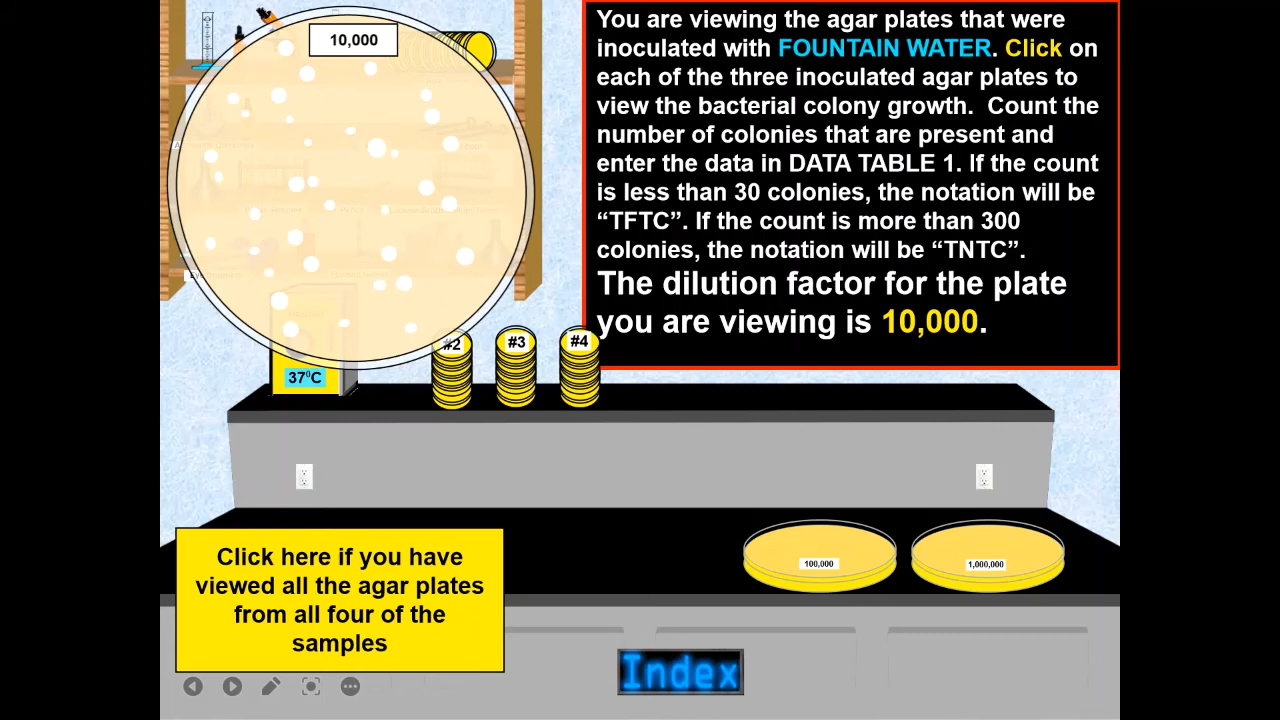 10,000
You are viewing the agar plates that were
inoculated with FOUNTAIN WATER. Click on
each of the three inoculated agar plates to
view the bacterial colony growth.  Count the
number of colonies that are present and
enter the data in DATA TABLE 1. If the count
is less than 30 colonies, the notation will be
“TFTC”. If the count is more than 300
colonies, the notation will be “TNTC”.
The dilution factor for the plate
you are viewing is 10,000.
#2
#3
#4
37⁰C
100,000
1,000,000
Click here if you have
viewed all the agar plates
from all four of the
samples
Index